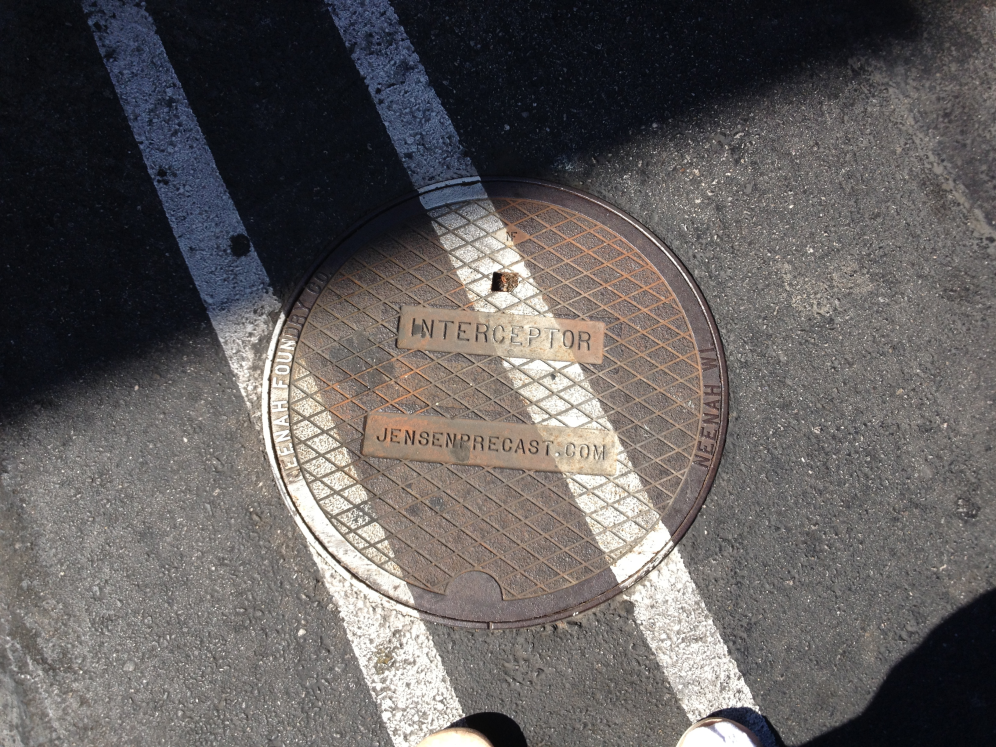 NEENAH FOUNDRY CO.
INTERCEPTOR
JENSENPRECAST.COM
NEENAH WI.